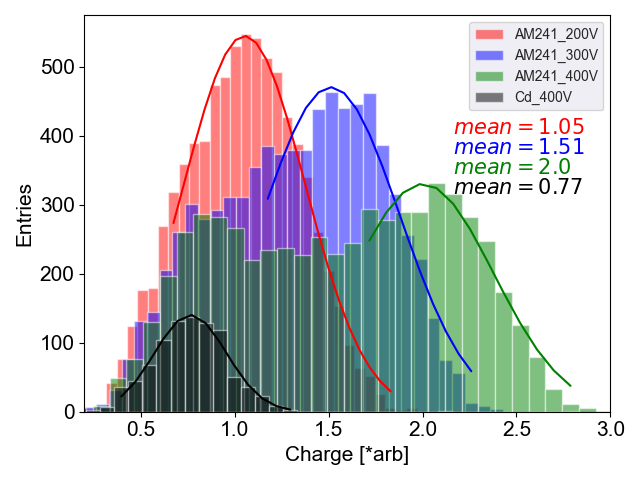 AM241_200V
AM241_300V
AM241_400V
Cd_400V
mean = 1.05
mean = 1.51
mean = 2.0
mean = 0.77
Entries
500
400
300
200
100
0
0.5 1.0 1.5 2.0 2.5 3.0
Charge [*arb]